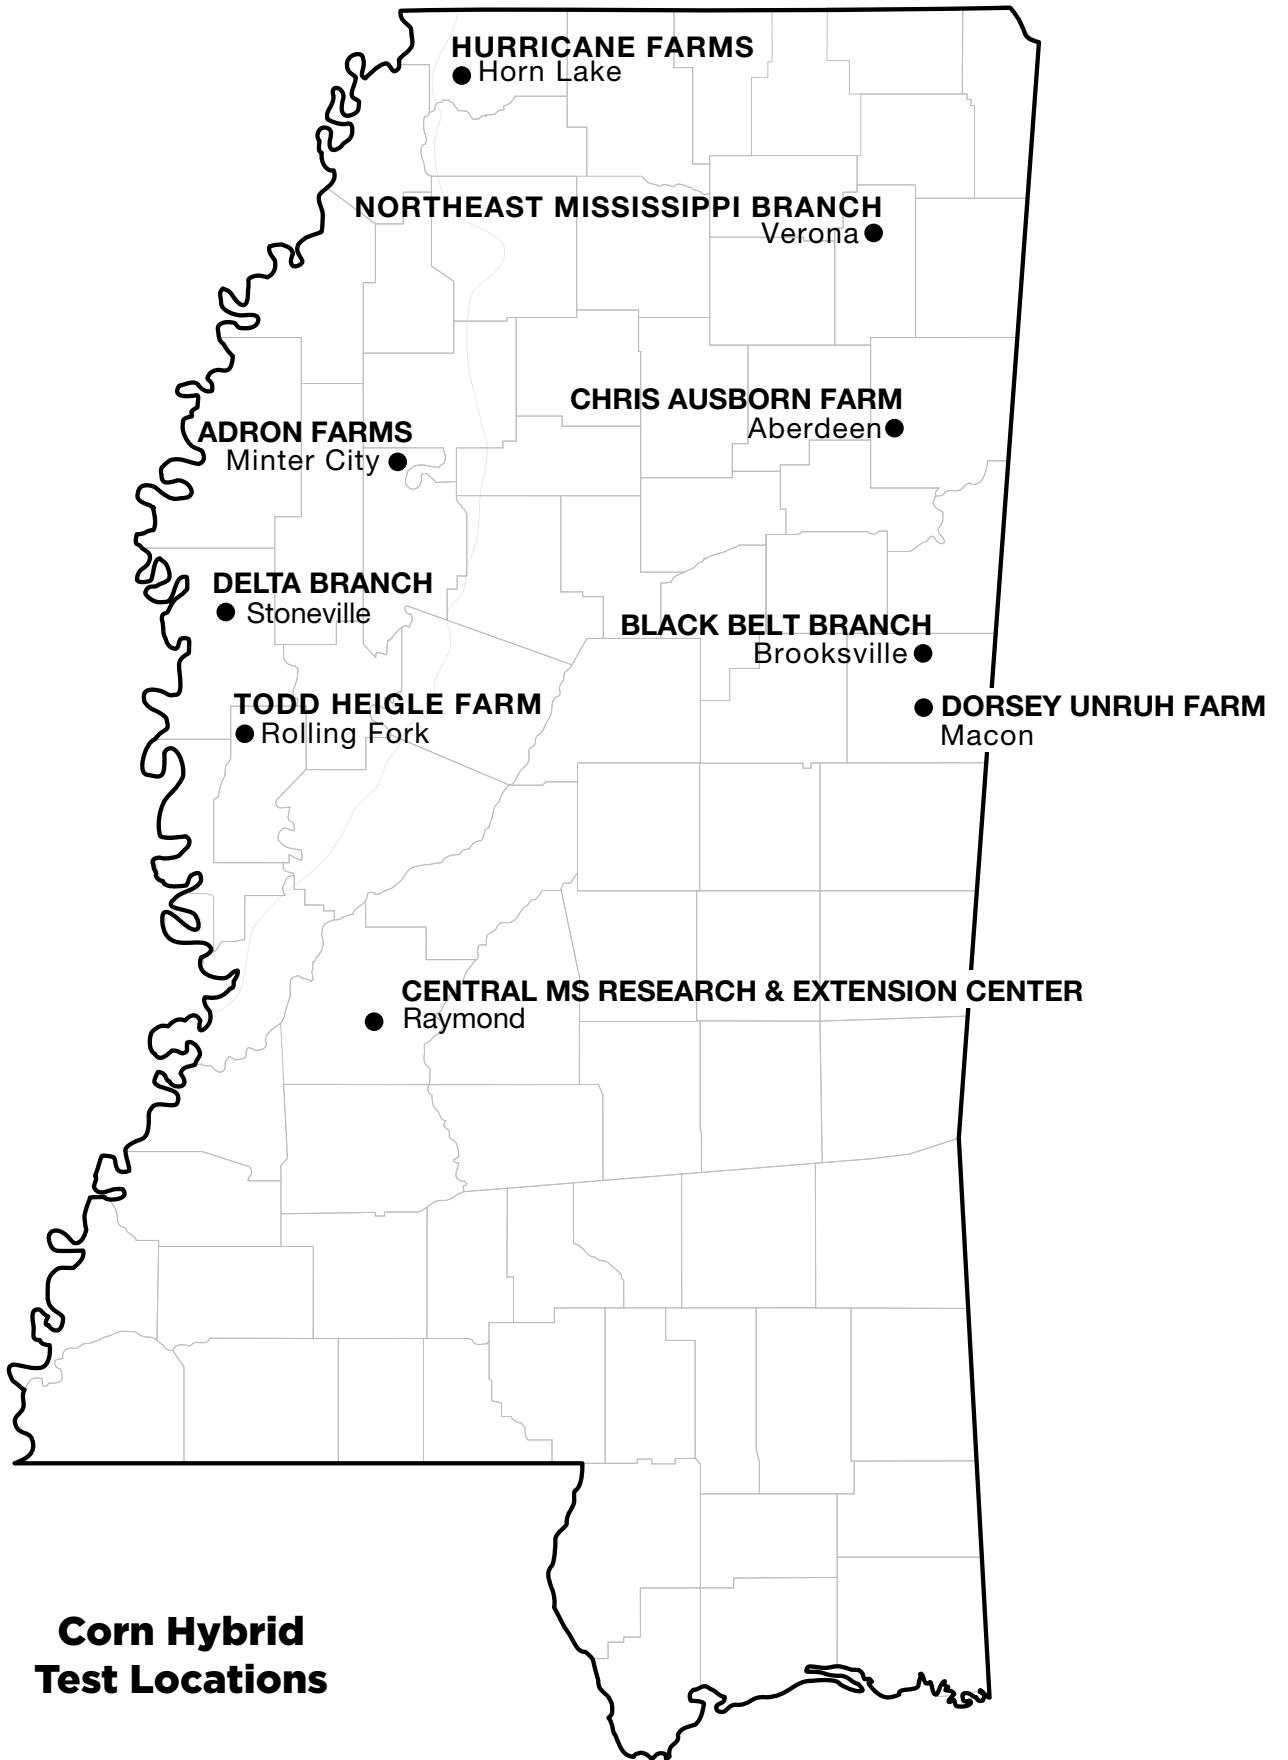 HURRICANE FARMS
Horn Lake
NORTHEAST MISSISSIPPI BRANCH
Verona
CHRIS AUSBORN FARM
Aberdeen
ADRON FARMS
Minter City
DELTA BRANCH
Stoneville
BLACK BELT BRANCH
Brooksville
TODD HEIGLE FARM
Rolling Fork
DORSEY UNRUH FARM
Macon
CENTRAL MS RESEARCH & EXTENSION CENTER
Raymond
Corn Hybrid
Test Locations